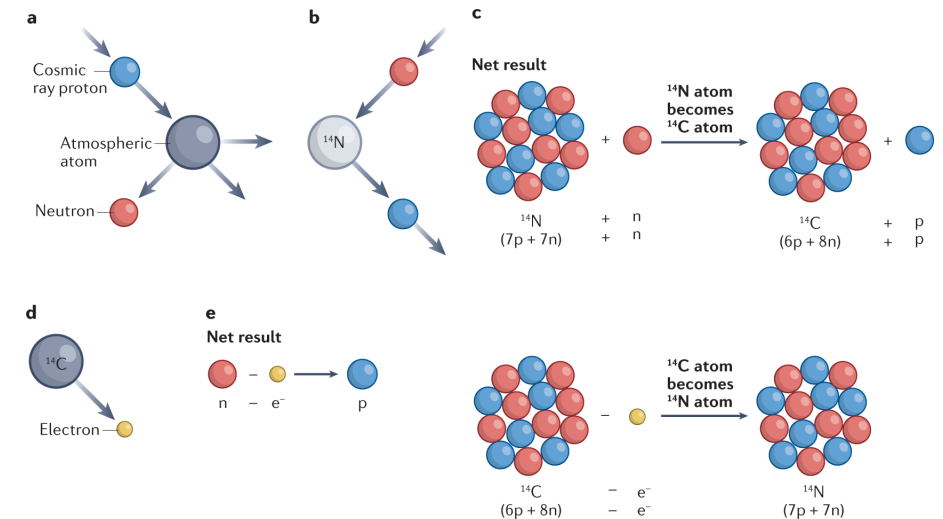 a
Cosmic
ray proton
Atmospheric
atom
Neutron
b
¹⁴N
c
Net result
¹⁴N atom
becomes
¹⁴C atom
+
+
¹⁴N + n
(7p + 7n) + n
¹⁴C + p
(6p + 8n) + p
d
¹⁴C
Electron
e
Net result
–
n – e⁻ p
¹⁴C atom
becomes
¹⁴N atom
–
¹⁴C – e⁻
(6p + 8n) – e⁻
¹⁴N
(7p + 7n)